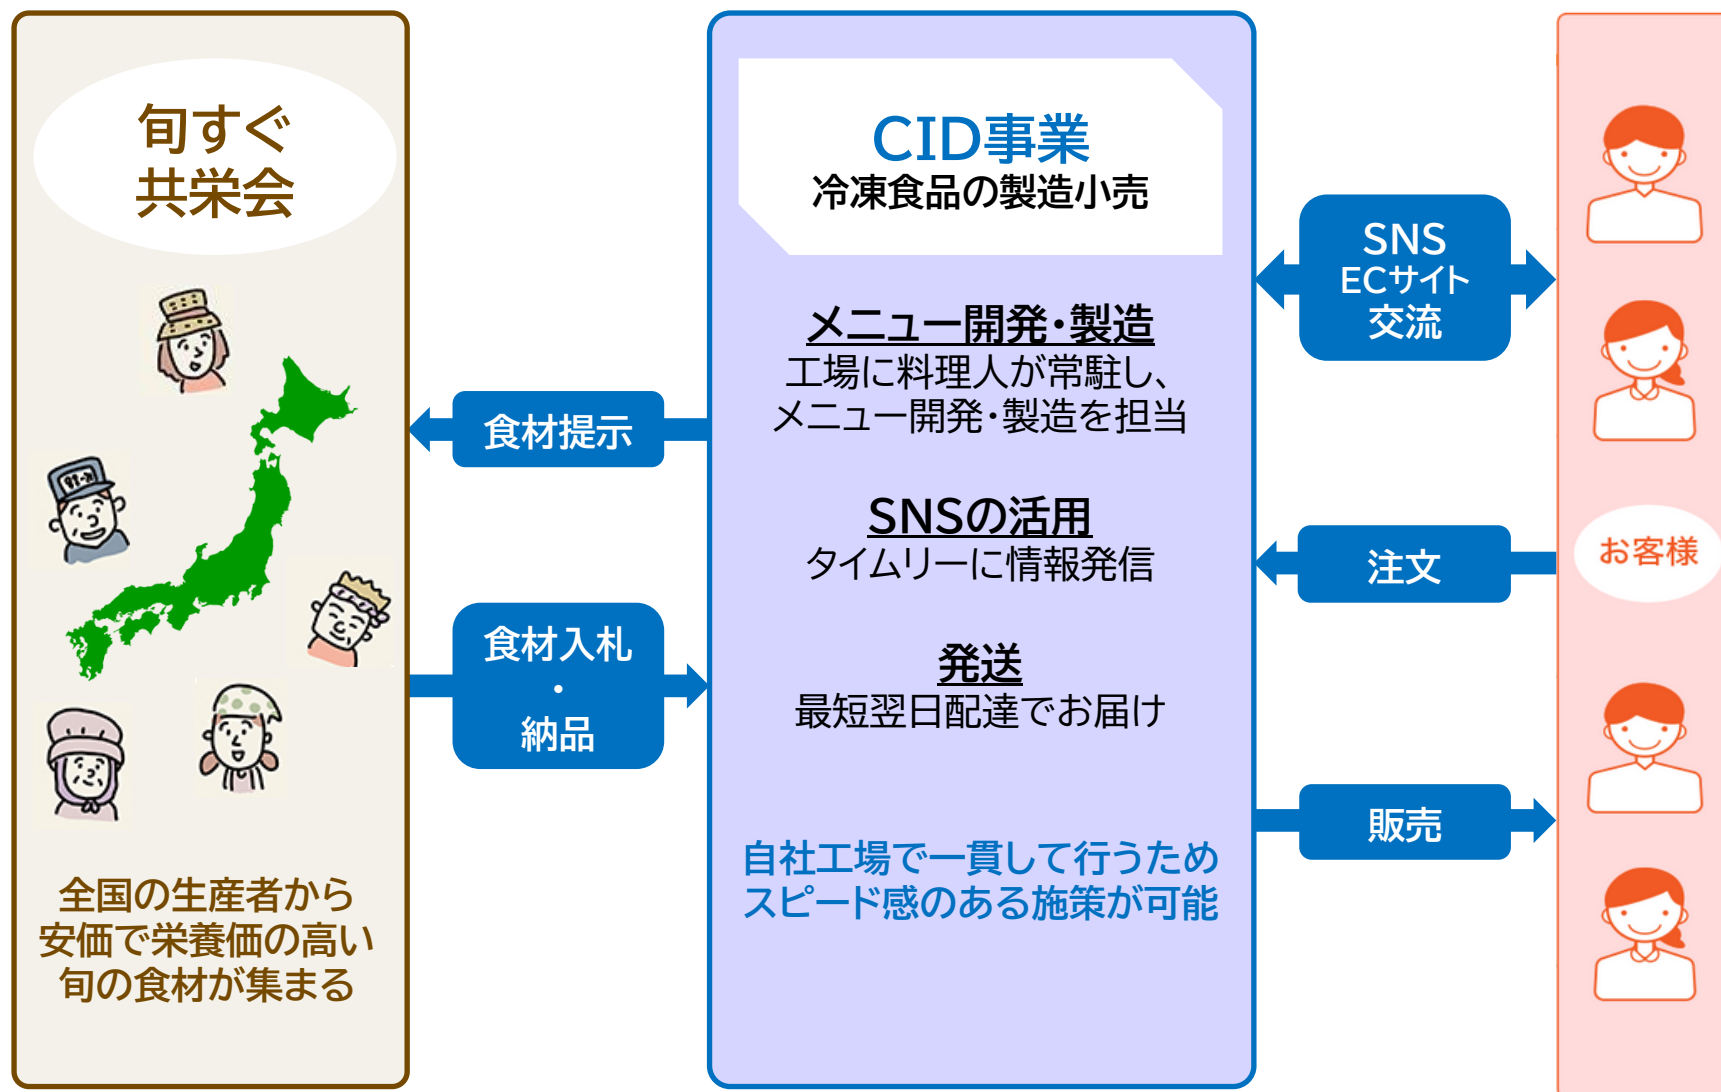 旬すぐ
共栄会
全国の生産者から
安価で栄養価の高い
旬の食材が集まる
食材提示
食材入札
・
納品
CID事業
冷凍食品の製造小売
メニュー開発・製造
工場に料理人が常駐し、
メニュー開発・製造を担当
SNSの活用
タイムリーに情報発信
発送
最短翌日配達でお届け
自社工場で一貫して行うため
スピード感のある施策が可能
SNS
ECサイト
交流
注文
販売
お客様